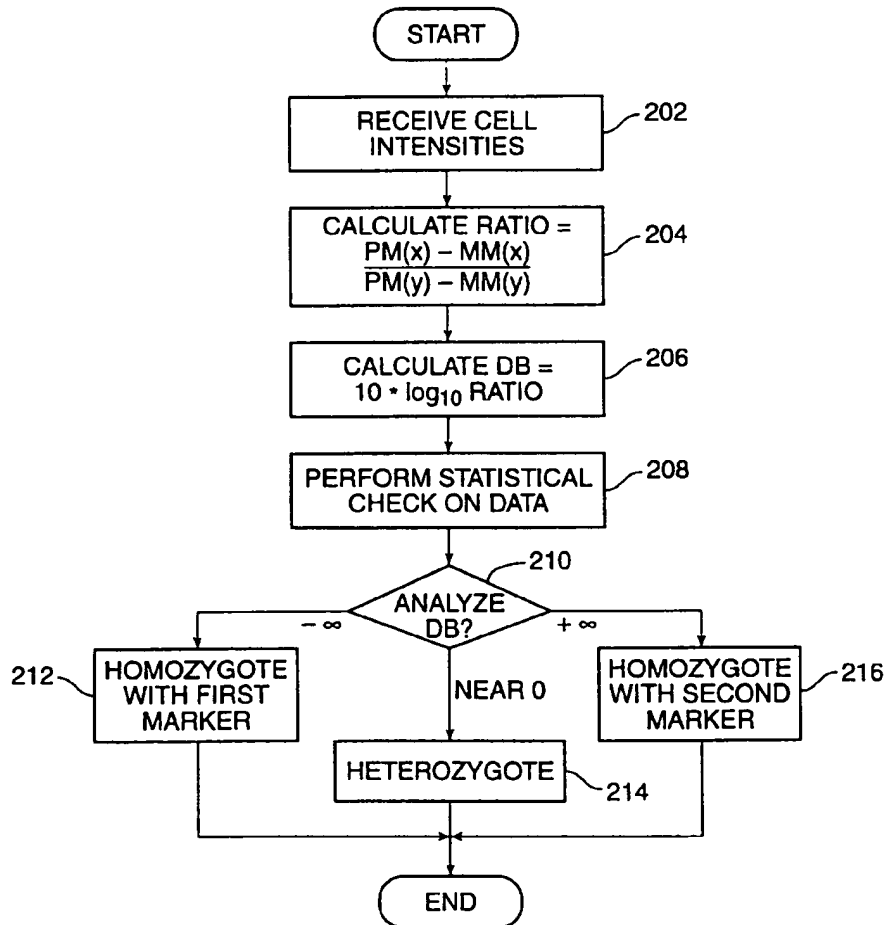 START
RECEIVE CELL
INTENSITIES
202
CALCULATE RATIO =
PM(x) – MM(x)
PM(y) – MM(y)
204
CALCULATE DB =
10 * log10 RATIO
206
PERFORM STATISTICAL
CHECK ON DATA
208
210
ANALYZE
DB?
– ∞
+ ∞
NEAR 0
212
HOMOZYGOTE
WITH FIRST
MARKER
HOMOZYGOTE
WITH SECOND
MARKER
216
HETEROZYGOTE
214
END